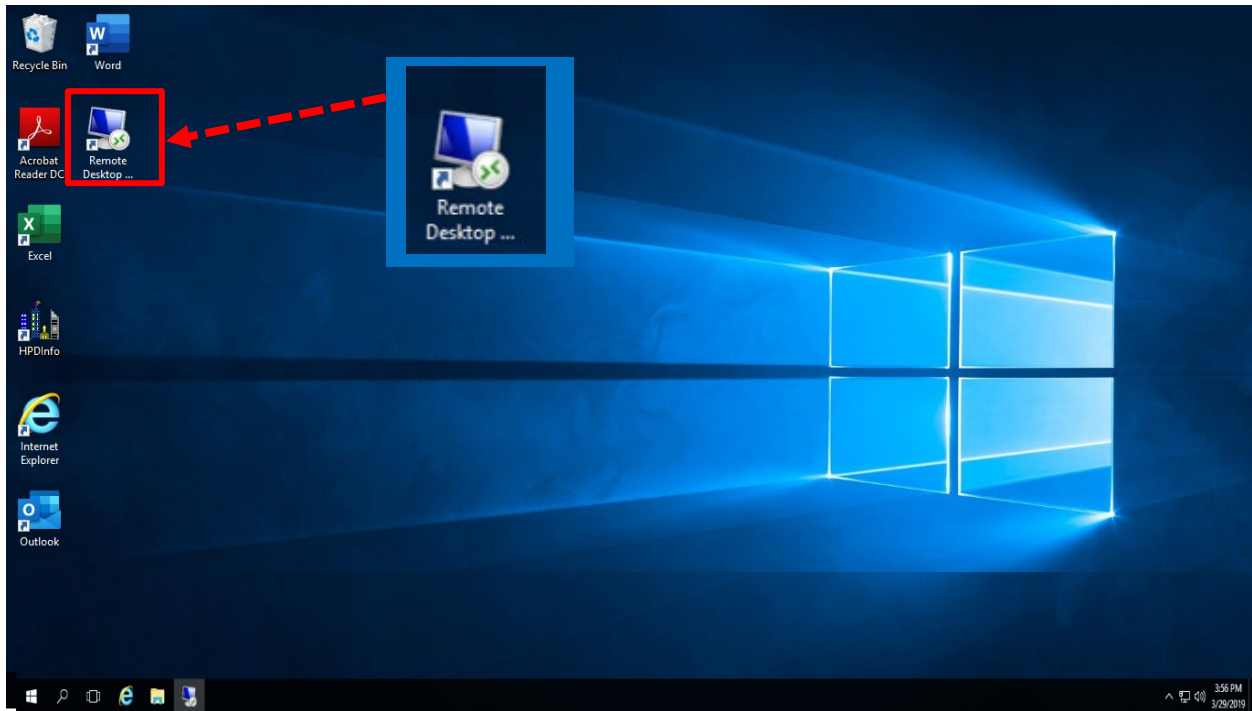 Recycle Bin
Word
Acrobat
Reader DC
Remote
Desktop ...
Remote
Desktop ...
Excel
HPDInfo
Internet
Explorer
Outlook
3:56 PM
3/29/2019